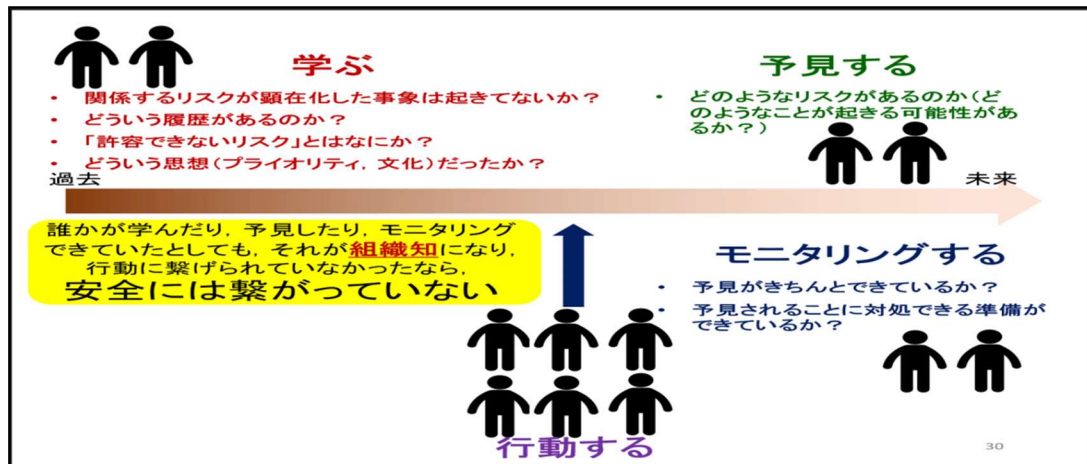 学ぶ
• 関係するリスクが顕在化した事象は起きてないか？
• どういう履歴があるのか？
• 「許容できないリスク」とはなにか？
• どういう思想（プライオリティ，文化）だったか？
予見する
• どのようなリスクがあるのか（ど
のようなことが起きる可能性があ
るか？）
過去
未来
誰かが学んだり，予見したり，モニタリング
できていたとしても，それが組織知になり，
行動に繋げられていなかったなら，
安全には繋がっていない
モニタリングする
• 予見がきちんとできているか？
• 予見されることに対処できる準備が
できているか？
行動する
30